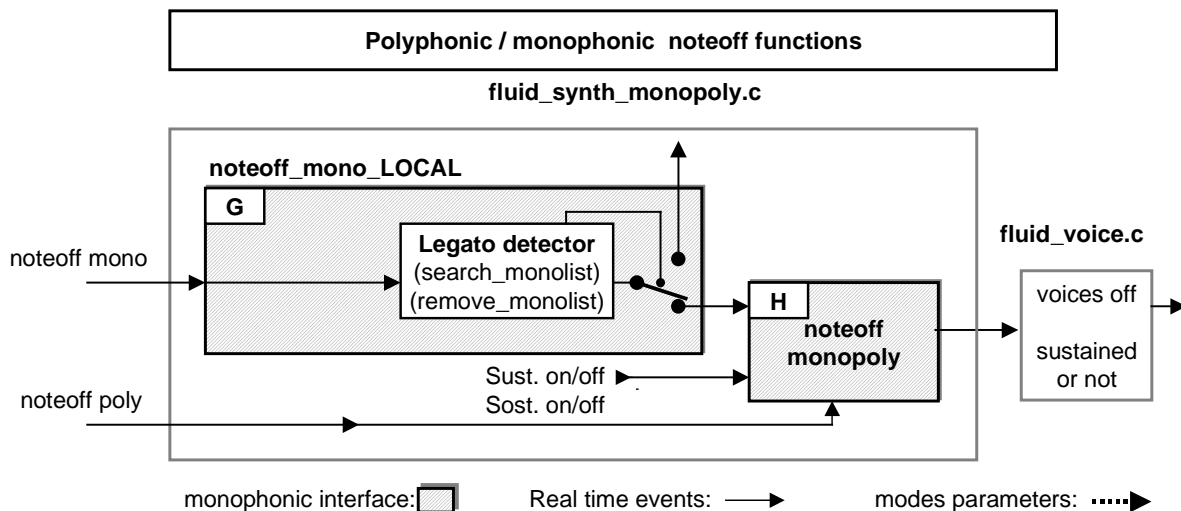 Polyphonic / monophonic noteoff functions
fluid_synth_monopoly.c
noteoff_mono_LOCAL
G
Legato detector
(search_monolist)
(remove_monolist)
noteoff mono
fluid_voice.c
H
noteoff
monopoly
voices off
sustained
or not
Sust. on/off
Sost. on/off
noteoff poly
monophonic interface:
Real time events:
modes parameters: